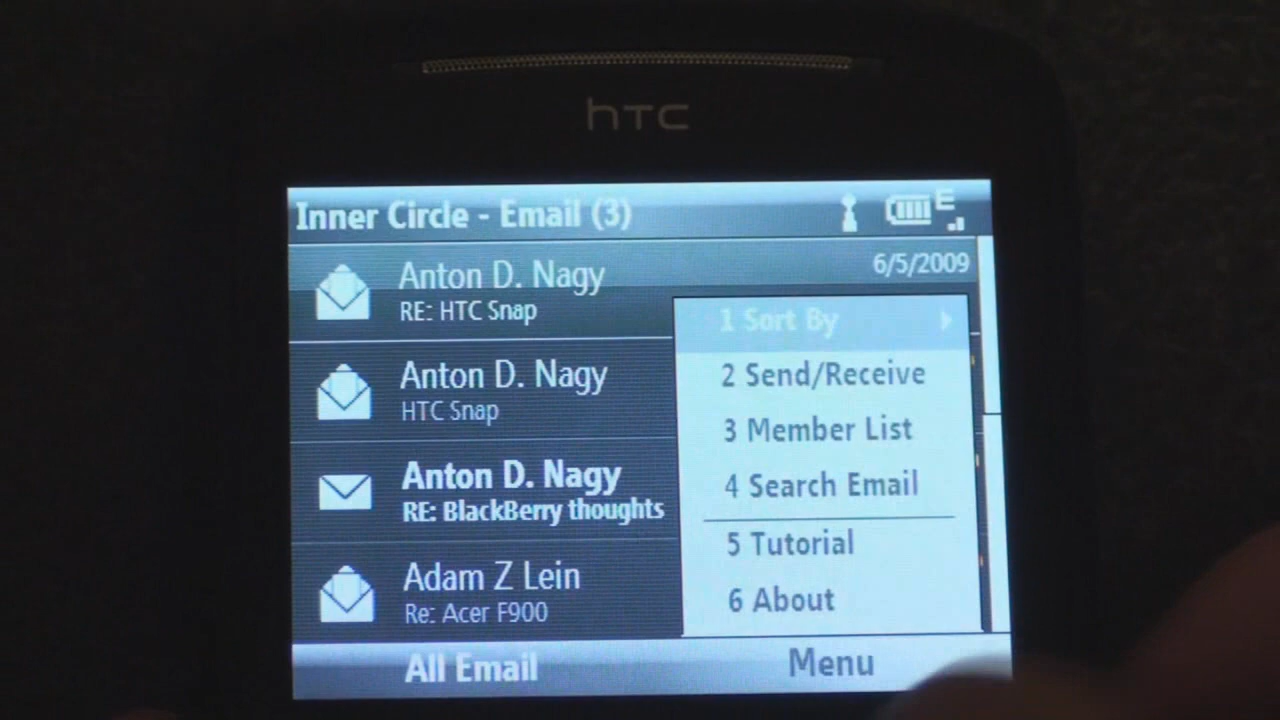 hTC
Inner Circle - Email (3)
E
Anton D. Nagy
6/5/2009
RE: HTC Snap
Anton D. Nagy
HTC Snap
Anton D. Nagy
RE: BlackBerry thoughts
Adam Z Lein
Re: Acer F900
1 Sort By
2 Send/Receive
3 Member List
4 Search Email
5 Tutorial
6 About
All Email
Menu